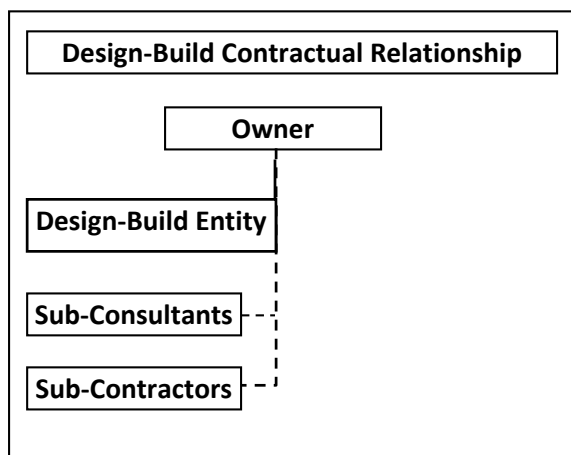 Design-Build Contractual Relationship
Owner
Design-Build Entity
Sub-Consultants
Sub-Contractors